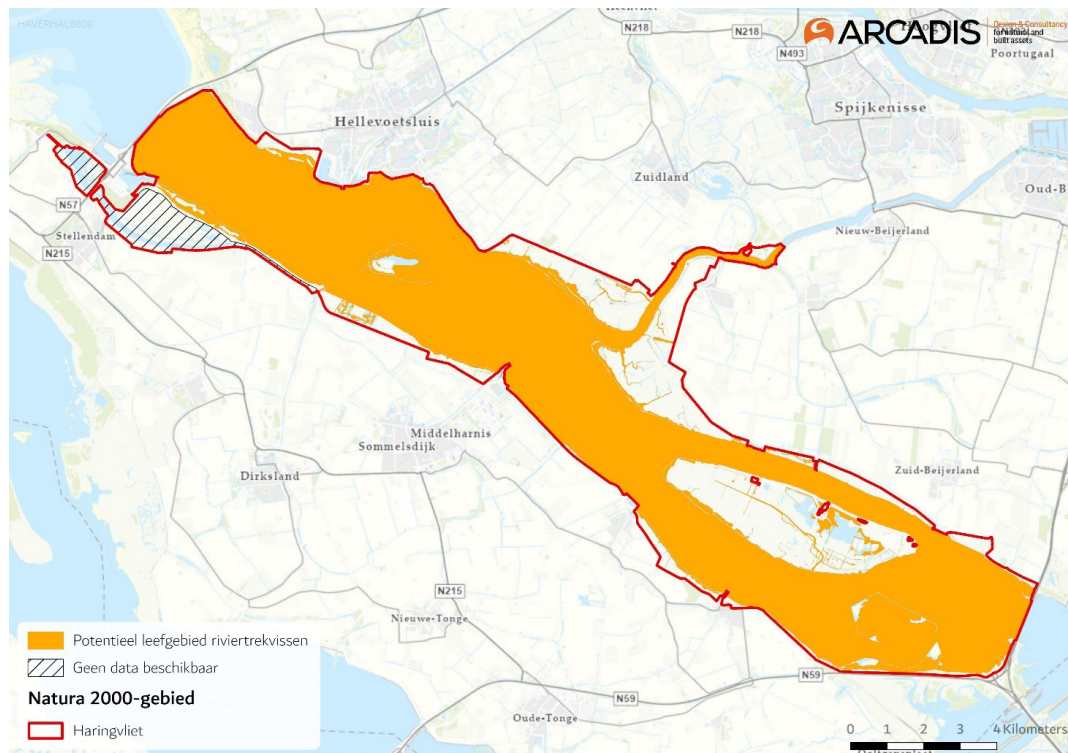 HAVERHALS609
N218
N218
N493
ARCADIS
Design & Consultancy
for natural and
built assets
Poortugaal
Hellevoetsluis
Spijkenisse
Zuidland
Oud-B
N57
Nieuw-Beijerland
Stellendam
N215
Middelharnis
Sommelsdijk
Zuid-Beijerland
Dirksland
N215
Nieuwe-Tonge
Potentieel leefgebied riviertrekvissen
Geen data beschikbaar
Natura 2000-gebied
Haringvliet
N59
N59
Oude-Tonge
0 1 2 3 4 Kilometers